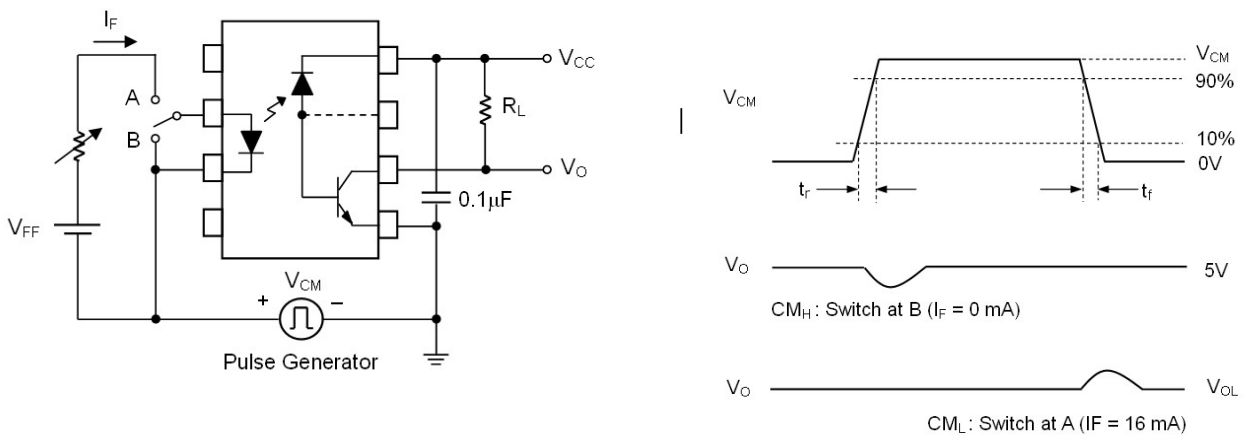 I_F
A
B
V_FF
V_CC
R_L
V_O
0.1μF
V_CM
+
–
Pulse Generator
V_CM
V_CM
90%
10%
0V
t_r
t_f
V_O
5V
CM_H : Switch at B (I_F = 0 mA)
V_O
V_OL
CM_L: Switch at A (IF = 16 mA)